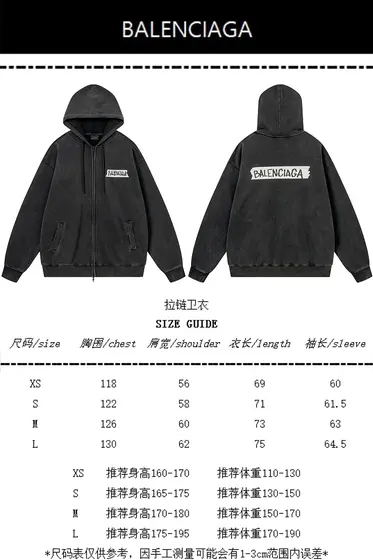 BALENCIAGA
BALENCIAGA
BALENCIAGA
拉链卫衣
SIZE GUIDE
尺码/size 胸围/chest 肩宽/shoulder 衣长/length 袖长/sleeve
XS 118 56 69 60
S 122 58 71 61.5
M 126 60 73 63
L 130 62 75 64.5
XS 推荐身高160-170 推荐体重110-130
S 推荐身高165-175 推荐体重130-150
M 推荐身高170-180 推荐体重150-170
L 推荐身高175-195 推荐体重170-190
*尺码表仅供参考，因手工测量可能会有1-3cm范围内误差*